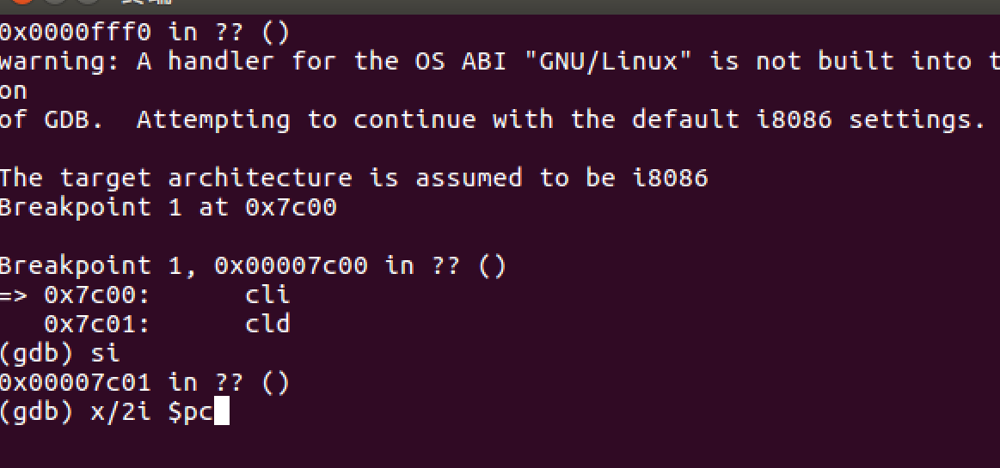 0x0000fff0 in ?? ()
warning: A handler for the OS ABI "GNU/Linux" is not built into t
on
of GDB.  Attempting to continue with the default i8086 settings.
The target architecture is assumed to be i8086
Breakpoint 1 at 0x7c00
Breakpoint 1, 0x00007c00 in ?? ()
=> 0x7c00:      cli
   0x7c01:      cld
(gdb) si
0x00007c01 in ?? ()
(gdb) x/2i $pc